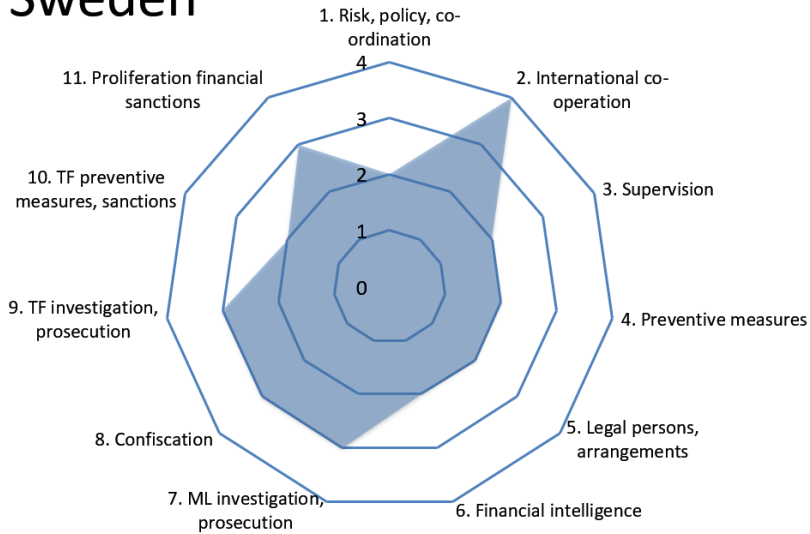 Sweden
1. Risk, policy, co-
ordination
2. International co-
operation
3. Supervision
4. Preventive measures
5. Legal persons,
arrangements
6. Financial intelligence
7. ML investigation,
prosecution
8. Confiscation
9. TF investigation,
prosecution
10. TF preventive
measures, sanctions
11. Proliferation financial
sanctions
4
3
2
1
0